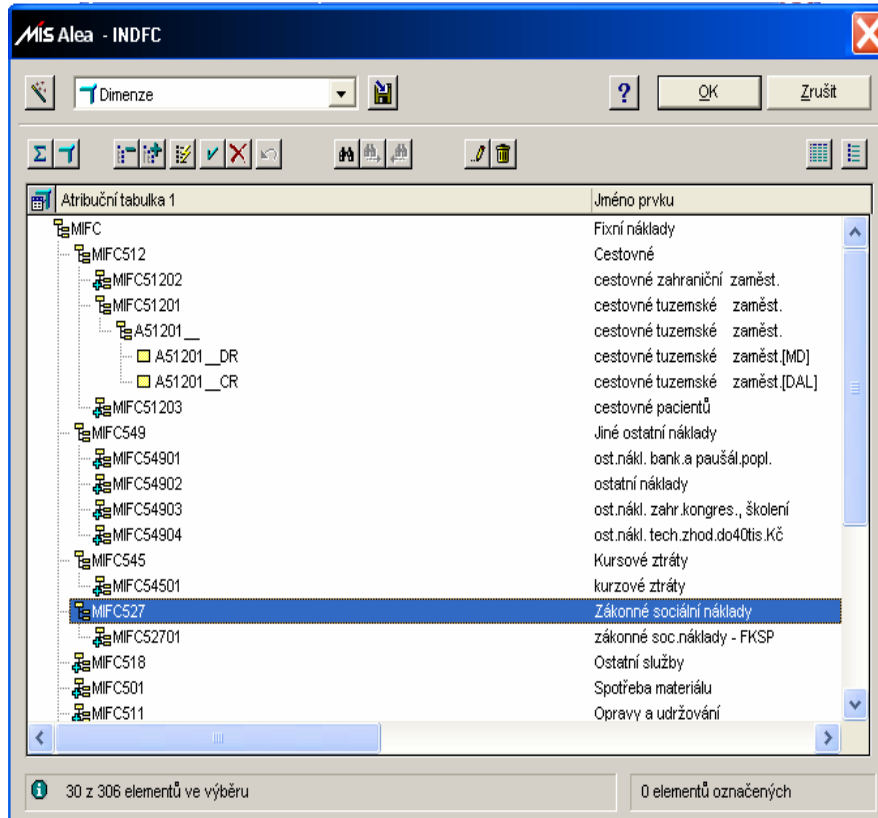 MIS Alea - INDFC
Dimenze
?
OK
Zrušit
Σ
Atribuční tabulka 1 Jméno prvku
MIFC Fixní náklady
MIFC512 Cestovné
MIFC51202 cestovné zahraniční zaměst.
MIFC51201 cestovné tuzemské zaměst.
A51201__ cestovné tuzemské zaměst.
A51201__DR cestovné tuzemské zaměst.[MD]
A51201__CR cestovné tuzemské zaměst.[DAL]
MIFC51203 cestovné pacientů
MIFC549 Jiné ostatní náklady
MIFC54901 ost.nákl. bank.a paušál.popl.
MIFC54902 ostatní náklady
MIFC54903 ost.nákl. zahr.kongres., školení
MIFC54904 ost.nákl. tech.zhod.do40tis.Kč
MIFC545 Kursové ztráty
MIFC54501 kurzové ztráty
MIFC527 Zákonné sociální náklady
MIFC52701 zákonné soc.náklady - FKSP
MIFC518 Ostatní služby
MIFC501 Spotřeba materiálu
MIFC511 Opravy a udržování
30 z 306 elementů ve výběru
0 elementů označených